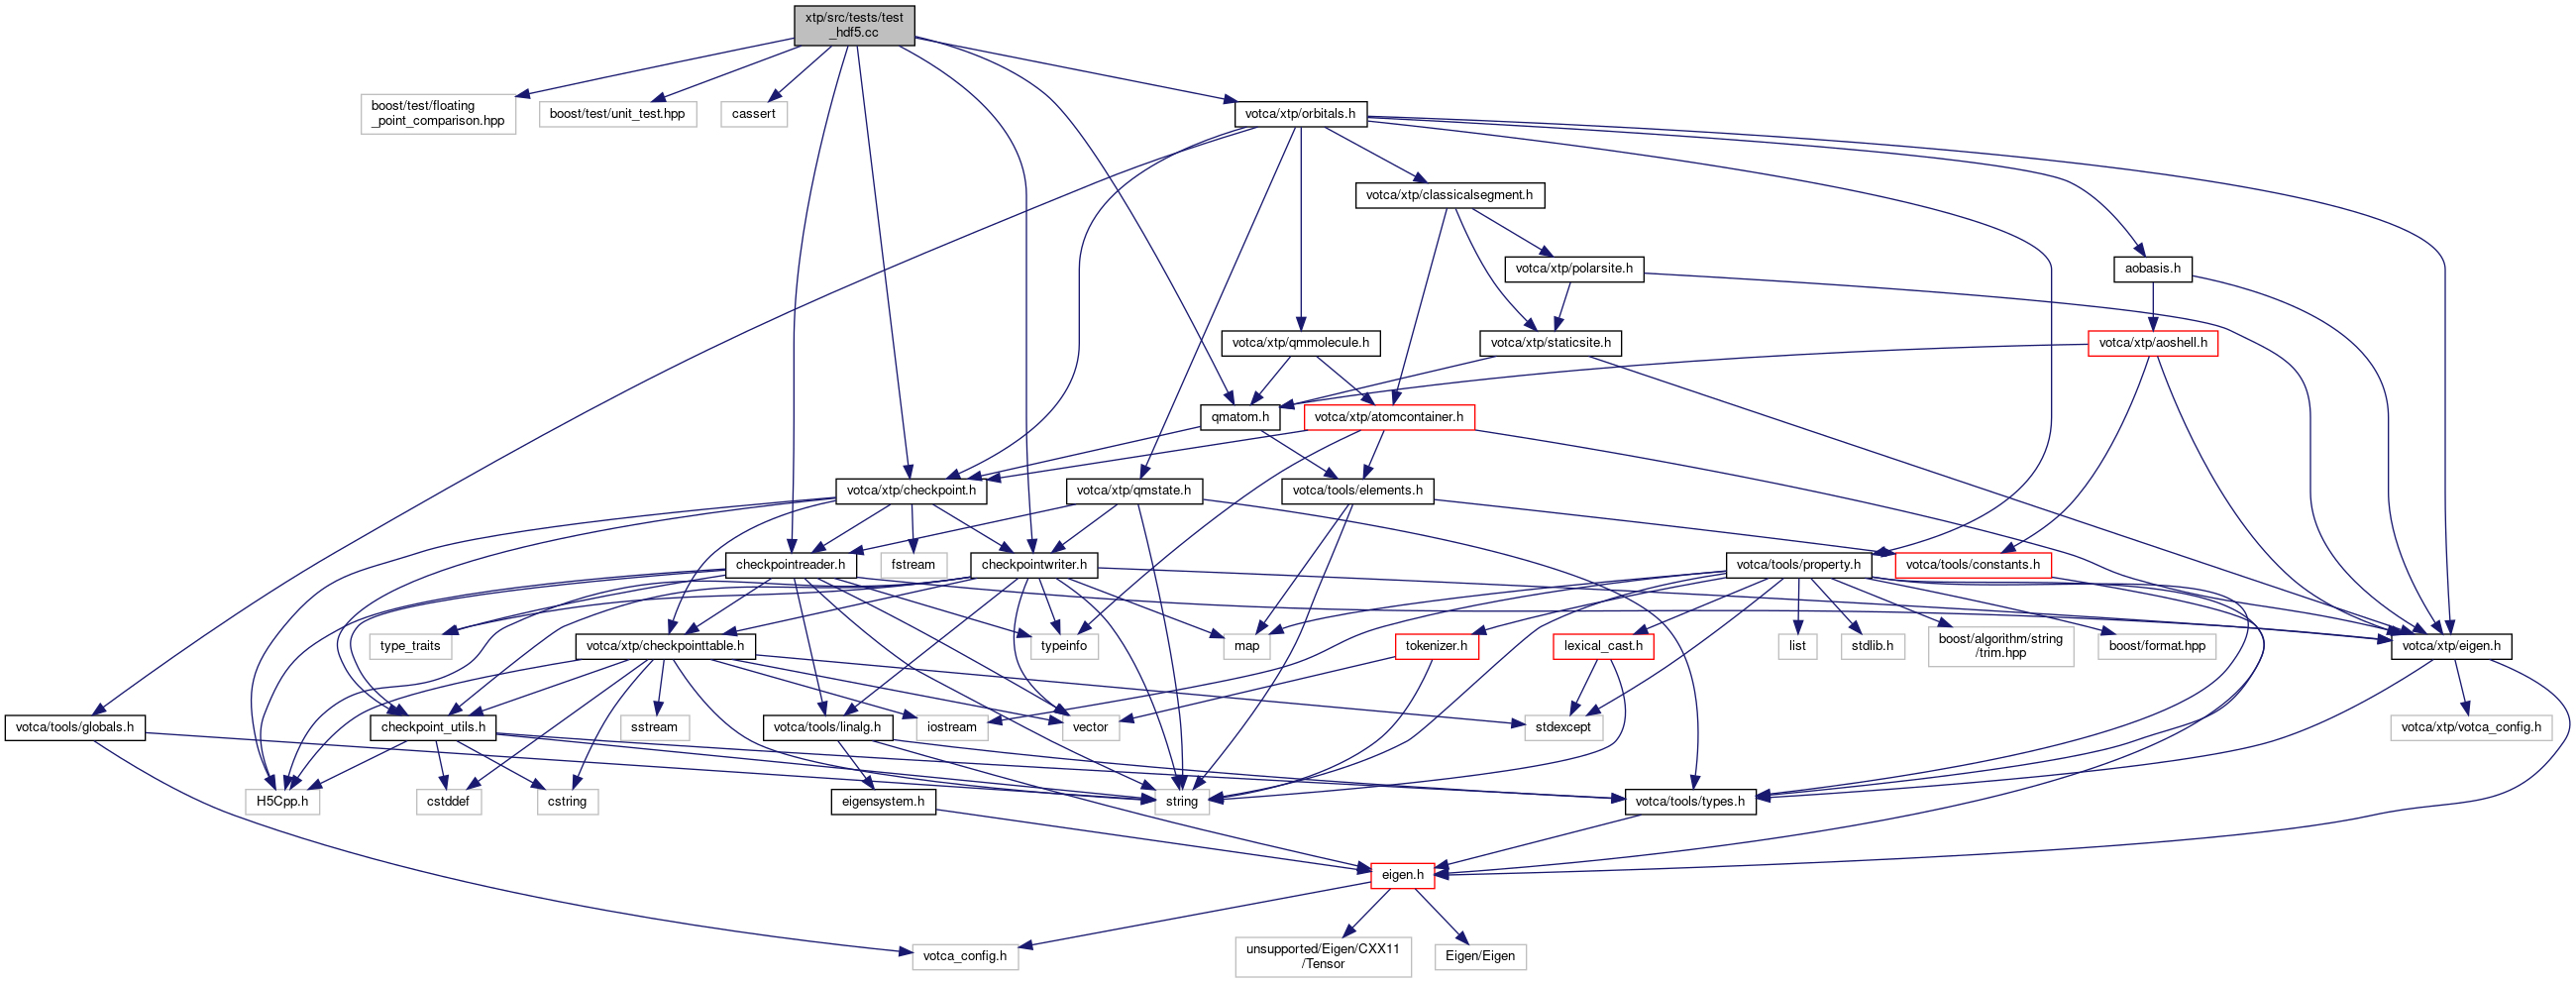 xtp/src/tests/test
_hdf5.cc
boost/test/floating
_point_comparison.hpp
boost/test/unit_test.hpp
cassert
votca/xtp/orbitals.h
votca/xtp/classicalsegment.h
votca/xtp/polarsite.h
aobasis.h
votca/xtp/qmmolecule.h
votca/xtp/staticsite.h
votca/xtp/aoshell.h
qmatom.h
votca/xtp/atomcontainer.h
votca/xtp/checkpoint.h
votca/xtp/qmstate.h
votca/tools/elements.h
checkpointreader.h
fstream
checkpointwriter.h
votca/tools/property.h
votca/tools/constants.h
type_traits
votca/xtp/checkpointtable.h
typeinfo
map
tokenizer.h
lexical_cast.h
list
stdlib.h
boost/algorithm/string
/trim.hpp
boost/format.hpp
votca/xtp/eigen.h
votca/tools/globals.h
checkpoint_utils.h
sstream
votca/tools/linalg.h
iostream
vector
stdexcept
votca/xtp/votca_config.h
H5Cpp.h
cstddef
cstring
eigensystem.h
string
votca/tools/types.h
eigen.h
votca_config.h
unsupported/Eigen/CXX11
/Tensor
Eigen/Eigen